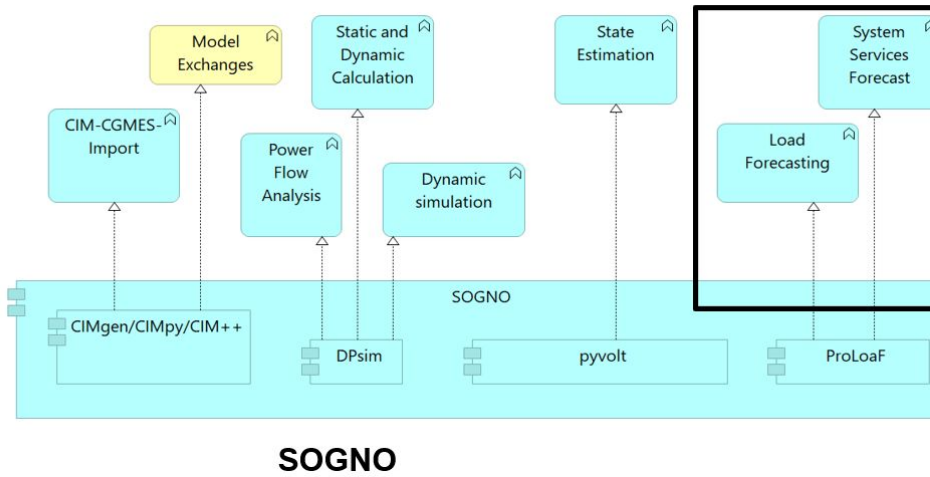 Model
Exchanges
Static and
Dynamic
Calculation
State
Estimation
System
Services
Forecast
CIM-CGMES-
Import
Power
Flow
Analysis
Dynamic
simulation
Load
Forecasting
SOGNO
CIMgen/CIMpy/CIM++
DPsim
pyvolt
ProLoaF
SOGNO